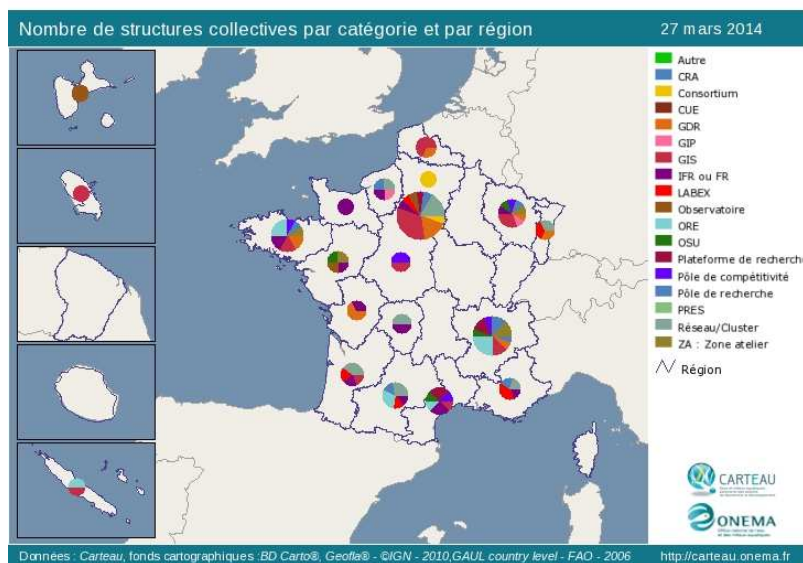 Nombre de structures collectives par catégorie et par région
27 mars 2014
Autre
CRA
Consortium
CUE
GDR
GIP
GIS
IFR ou FR
LABEX
Observatoire
ORE
OSU
Plateforme de recherche
Pôle de compétitivité
Pôle de recherche
PRES
Réseau/Cluster
ZA : Zone atelier
Région
CARTEAU
ONEMA
Données : Carteau, fonds cartographiques :BD Carto®, Geofla® - ©IGN - 2010,GAUL country level - FAO - 2006
http://carteau.onema.fr